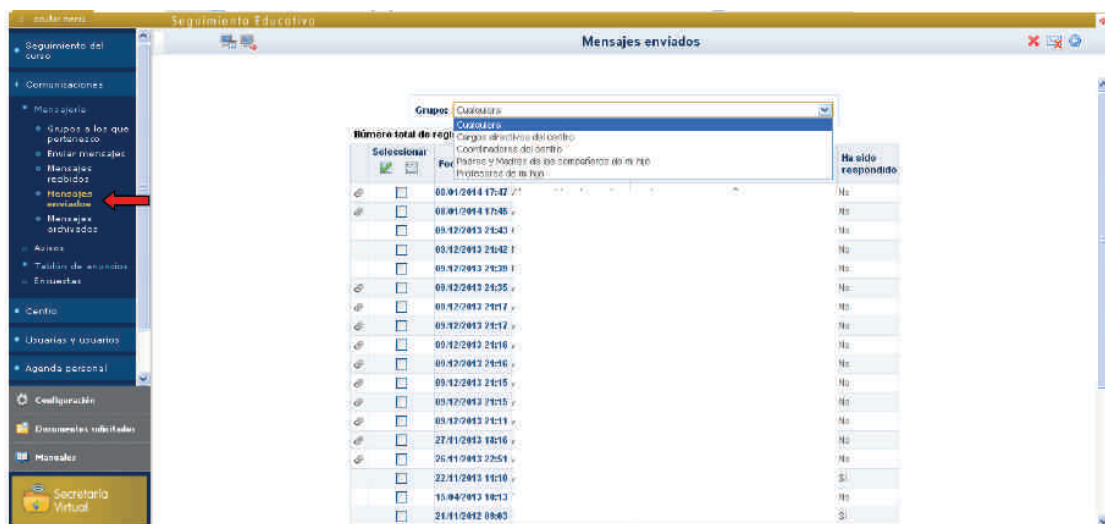 ocultar menú
Seguimiento Educativo
Mensajes enviados
Seguimiento del
curso
Comunicaciones
Mensajería
Grupos a los que
pertenezco
Enviar mensajes
Mensajes
recibidos
Mensajes
enviados
Mensajes
archivados
Avisos
Tablón de anuncios
Encuestas
Centro
Usuarias y usuarios
Agenda personal
Configuración
Documentos solicitados
Manuales
Secretaría
Virtual
Grupo: Cualquiera
Cualquiera
Cargos directivos del centro
Coordinadores del centro
Padres y Madres de los compañeros de mi hijo
Profesores de mi hijo
Número total de regi
Seleccionar
Fec
Ha sido
respondido
08/01/2014 17:47 No
08/01/2014 17:45 No
09/12/2013 21:43 No
09/12/2013 21:42 No
09/12/2013 21:39 No
09/12/2013 21:35 No
09/12/2013 21:17 No
09/12/2013 21:17 No
09/12/2013 21:16 No
09/12/2013 21:16 No
09/12/2013 21:15 No
09/12/2013 21:15 No
09/12/2013 21:11 No
27/11/2013 18:16 No
26/11/2013 22:51 No
22/11/2013 11:10 Sí
15/04/2013 10:13 No
21/11/2012 09:03 Sí